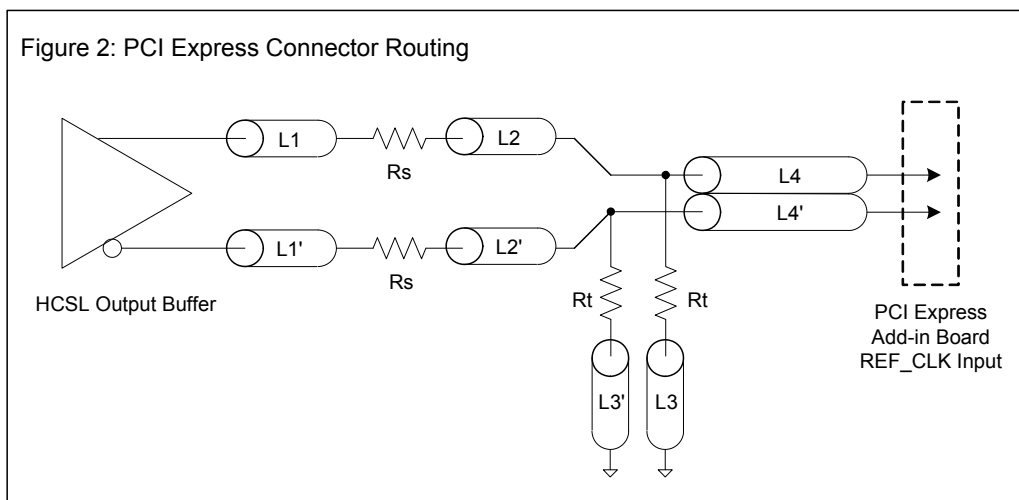 Figure 2: PCI Express Connector Routing
L1
Rs
L2
L4
L4'
L1'
Rs
L2'
HCSL Output Buffer
Rt
Rt
L3'
L3
PCI Express
Add-in Board
REF_CLK Input